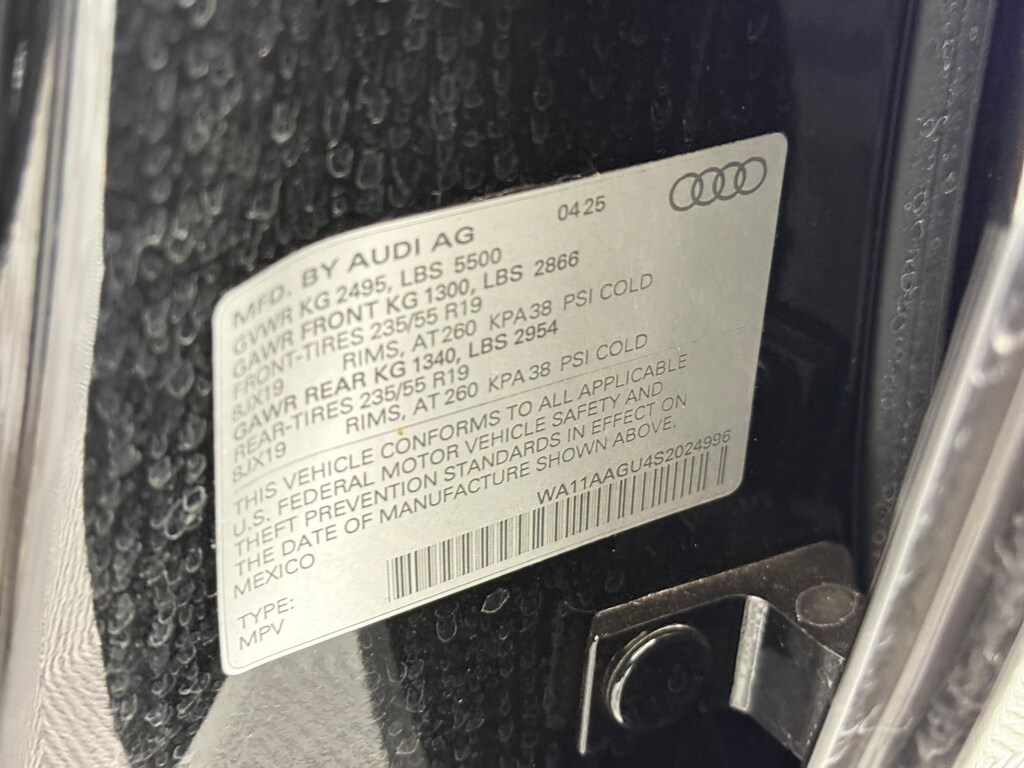 MFD. BY AUDI AG 04 25
GVWR KG 2495, LBS 5500
GAWR FRONT KG 1300, LBS 2866
FRONT-TIRES 235/55 R19
8JX19 RIMS, AT 260 KPA 38 PSI COLD
GAWR REAR KG 1340, LBS 2954
REAR-TIRES 235/55 R19
8JX19 RIMS, AT 260 KPA 38 PSI COLD
THIS VEHICLE CONFORMS TO ALL APPLICABLE
U.S. FEDERAL MOTOR VEHICLE SAFETY AND
THEFT PREVENTION STANDARDS IN EFFECT ON
THE DATE OF MANUFACTURE SHOWN ABOVE.
MEXICO WA11AAGU4S2024996
TYPE:
MPV